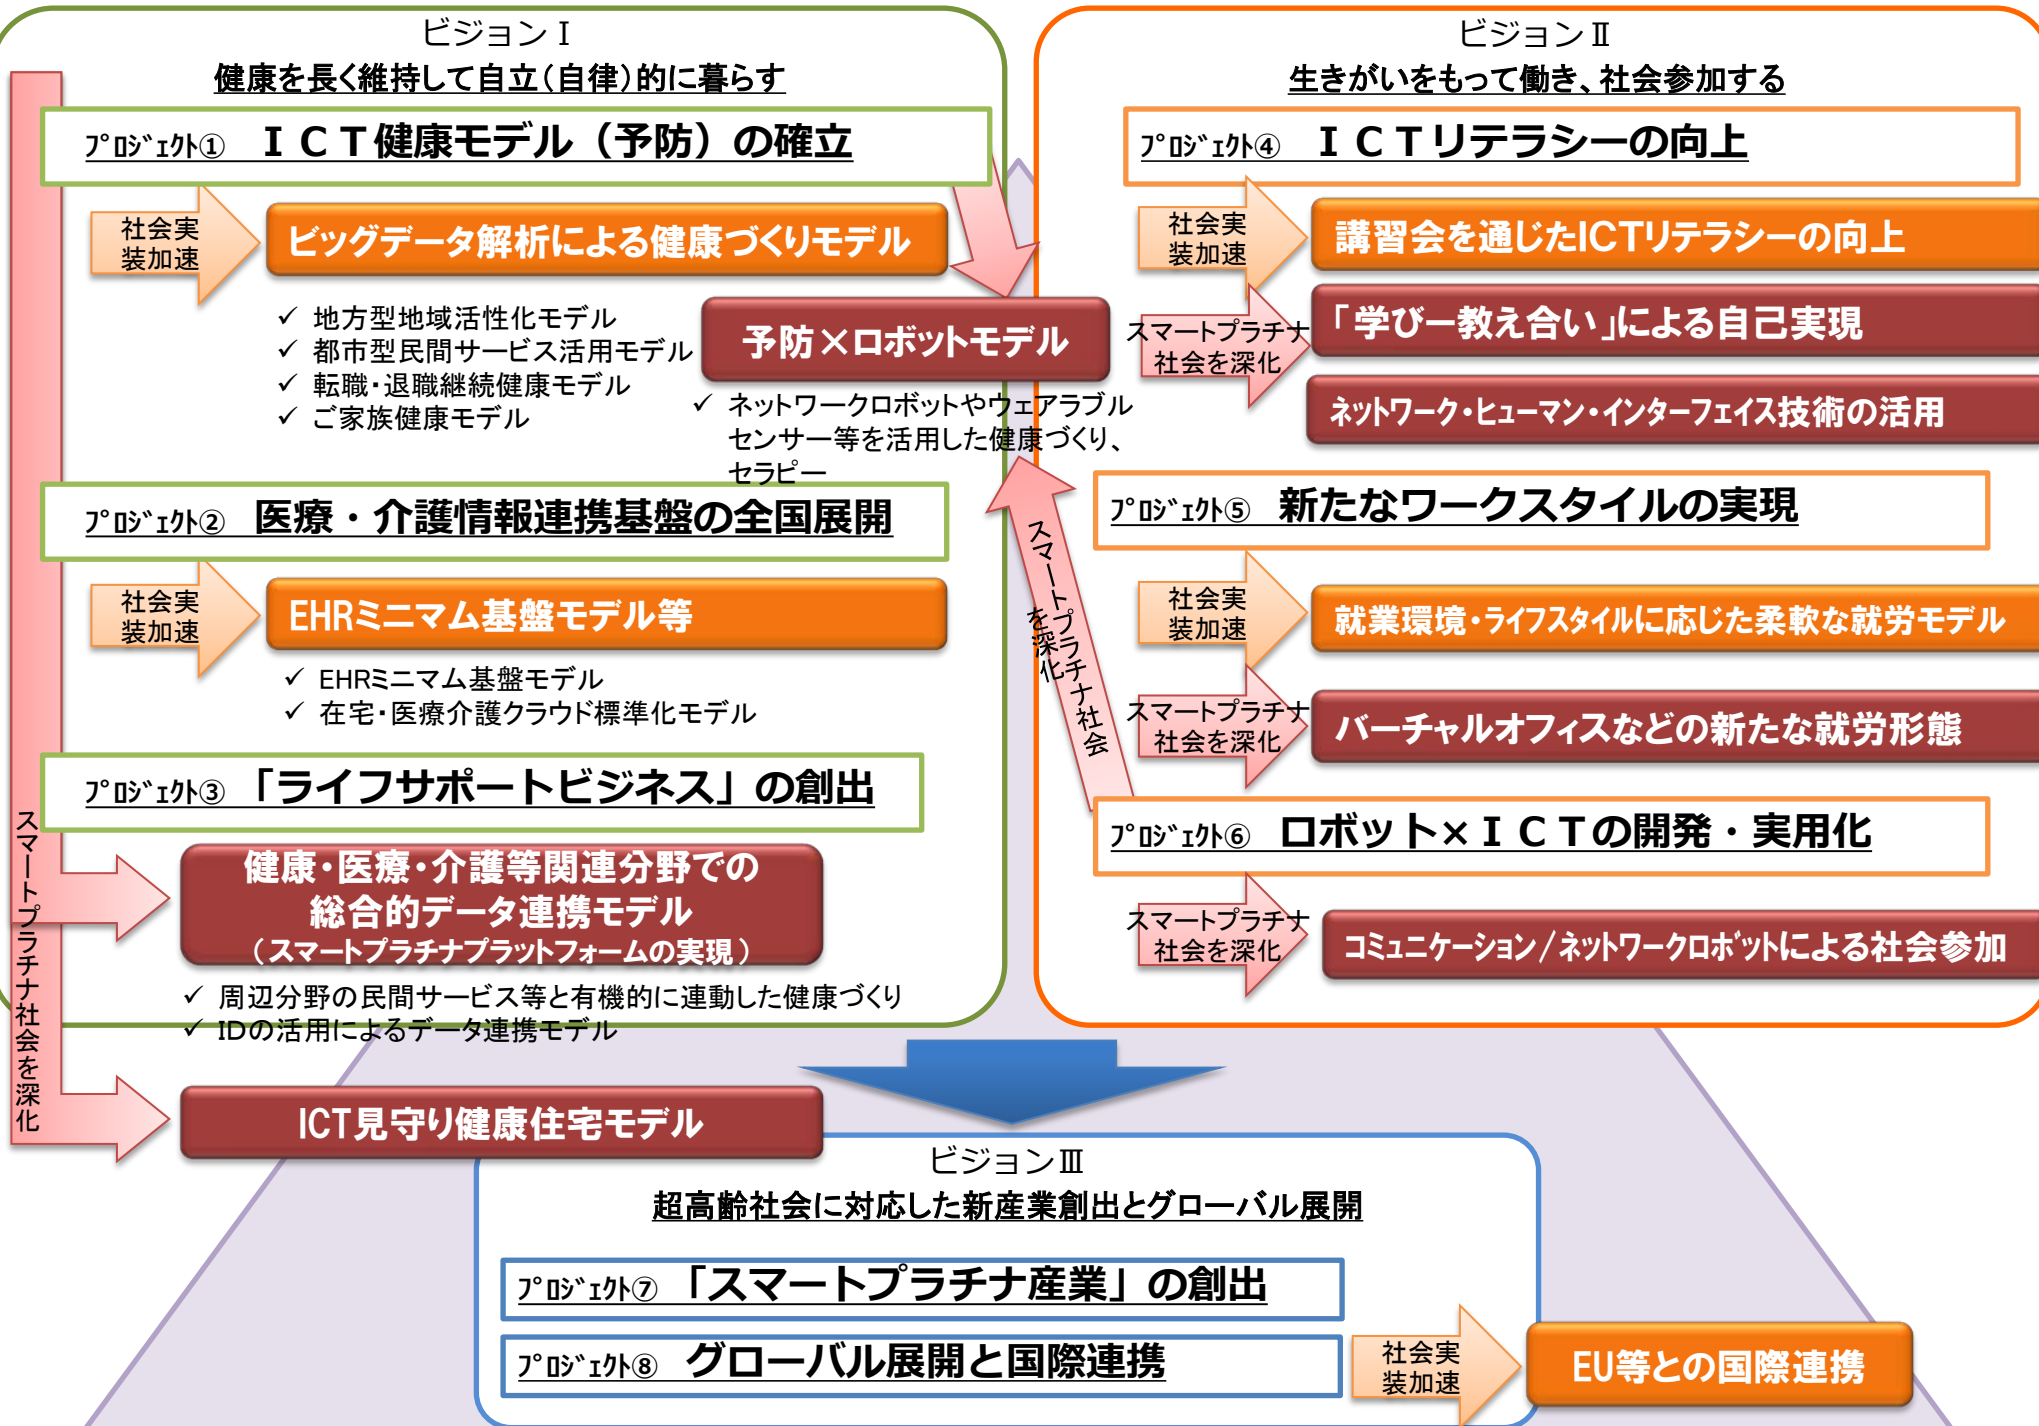 ビジョンⅠ
健康を長く維持して自立（自律）的に暮らす
ﾌﾟﾛｼﾞｪｸﾄ① ＩＣＴ健康モデル（予防）の確立
社会実
装加速
ビッグデータ解析による健康づくりモデル
✓ 地方型地域活性化モデル
✓ 都市型民間サービス活用モデル
✓ 転職・退職継続健康モデル
✓ ご家族健康モデル
予防×ロボットモデル
✓ ネットワークロボットやウェアラブル
センサー等を活用した健康づくり、
セラピー
ﾌﾟﾛｼﾞｪｸﾄ② 医療・介護情報連携基盤の全国展開
社会実
装加速
EHRミニマム基盤モデル等
✓ EHRミニマム基盤モデル
✓ 在宅・医療介護クラウド標準化モデル
ﾌﾟﾛｼﾞｪｸﾄ③ 「ライフサポートビジネス」の創出
スマートプラチナ社会を深化
健康・医療・介護等関連分野での
総合的データ連携モデル
（スマートプラチナプラットフォームの実現）
✓ 周辺分野の民間サービス等と有機的に連動した健康づくり
✓ IDの活用によるデータ連携モデル
ICT見守り健康住宅モデル
スマートプラチナ社会
を深化
ビジョンⅡ
生きがいをもって働き、社会参加する
ﾌﾟﾛｼﾞｪｸﾄ④ ＩＣＴリテラシーの向上
社会実
装加速
講習会を通じたICTリテラシーの向上
スマートプラチナ
社会を深化
「学びー教え合い」による自己実現
ネットワーク・ヒューマン・インターフェイス技術の活用
ﾌﾟﾛｼﾞｪｸﾄ⑤ 新たなワークスタイルの実現
社会実
装加速
就業環境・ライフスタイルに応じた柔軟な就労モデル
スマートプラチナ
社会を深化
バーチャルオフィスなどの新たな就労形態
ﾌﾟﾛｼﾞｪｸﾄ⑥ ロボット×ＩＣＴの開発・実用化
スマートプラチナ
社会を深化
コミュニケーション/ネットワークロボットによる社会参加
ビジョンⅢ
超高齢社会に対応した新産業創出とグローバル展開
ﾌﾟﾛｼﾞｪｸﾄ⑦ 「スマートプラチナ産業」の創出
ﾌﾟﾛｼﾞｪｸﾄ⑧ グローバル展開と国際連携
社会実
装加速
EU等との国際連携